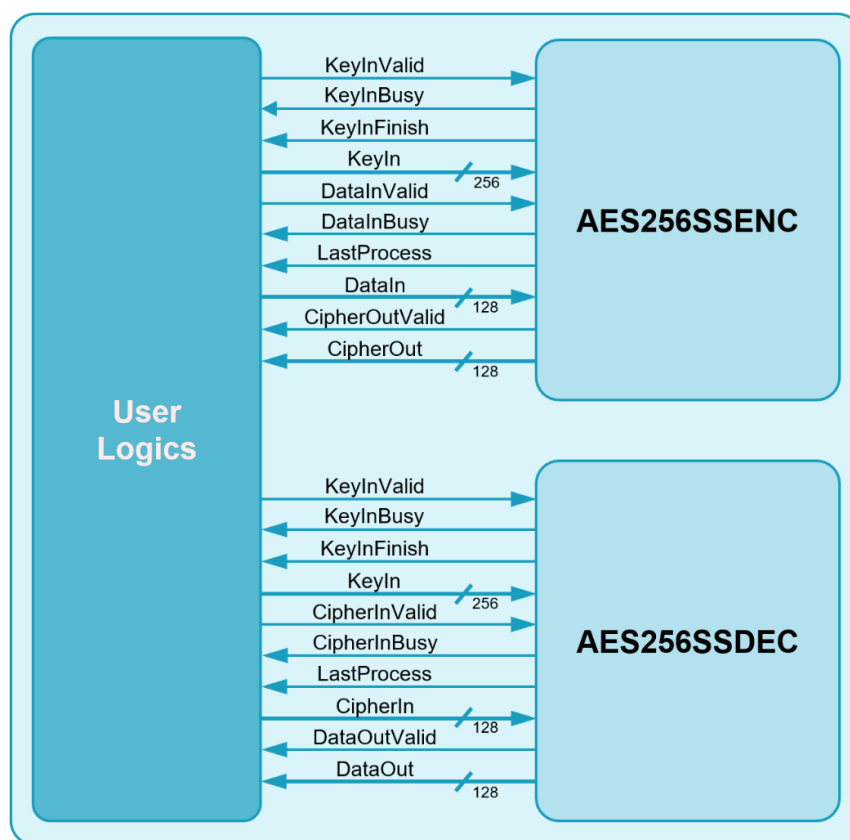 KeyInValid
KeyInBusy
KeyInFinish
KeyIn
256
DataInValid
DataInBusy
LastProcess
DataIn
128
CipherOutValid
CipherOut
128
AES256SSENC
User
Logics
KeyInValid
KeyInBusy
KeyInFinish
KeyIn
256
CipherInValid
CipherInBusy
LastProcess
CipherIn
128
DataOutValid
DataOut
128
AES256SSDEC